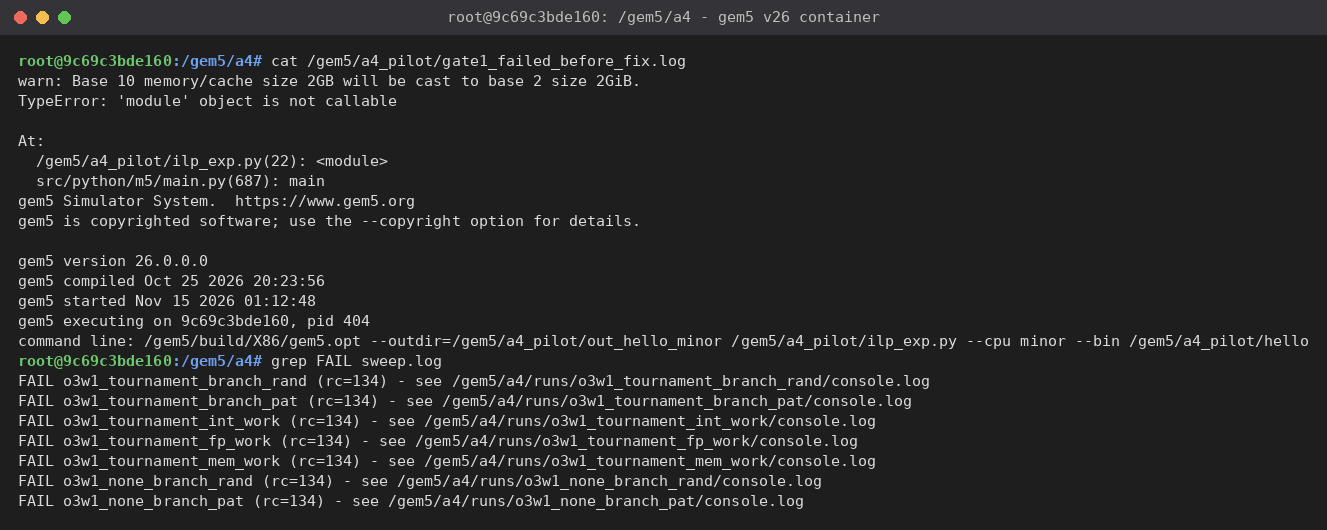 root@9c69c3bde160: /gem5/a4 - gem5 v26 container
root@9c69c3bde160:/gem5/a4# cat /gem5/a4_pilot/gate1_failed_before_fix.log
warn: Base 10 memory/cache size 2GB will be cast to base 2 size 2GiB.
TypeError: 'module' object is not callable
At:
/gem5/a4_pilot/ilp_exp.py(22): <module>
src/python/m5/main.py(687): main
gem5 Simulator System.  https://www.gem5.org
gem5 is copyrighted software; use the --copyright option for details.
gem5 version 26.0.0.0
gem5 compiled Oct 25 2026 20:23:56
gem5 started Nov 15 2026 01:12:48
gem5 executing on 9c69c3bde160, pid 404
command line: /gem5/build/X86/gem5.opt --outdir=/gem5/a4_pilot/out_hello_minor /gem5/a4_pilot/ilp_exp.py --cpu minor --bin /gem5/a4_pilot/hello
root@9c69c3bde160:/gem5/a4# grep FAIL sweep.log
FAIL o3w1_tournament_branch_rand (rc=134) - see /gem5/a4/runs/o3w1_tournament_branch_rand/console.log
FAIL o3w1_tournament_branch_pat (rc=134) - see /gem5/a4/runs/o3w1_tournament_branch_pat/console.log
FAIL o3w1_tournament_int_work (rc=134) - see /gem5/a4/runs/o3w1_tournament_int_work/console.log
FAIL o3w1_tournament_fp_work (rc=134) - see /gem5/a4/runs/o3w1_tournament_fp_work/console.log
FAIL o3w1_tournament_mem_work (rc=134) - see /gem5/a4/runs/o3w1_tournament_mem_work/console.log
FAIL o3w1_none_branch_rand (rc=134) - see /gem5/a4/runs/o3w1_none_branch_rand/console.log
FAIL o3w1_none_branch_pat (rc=134) - see /gem5/a4/runs/o3w1_none_branch_pat/console.log